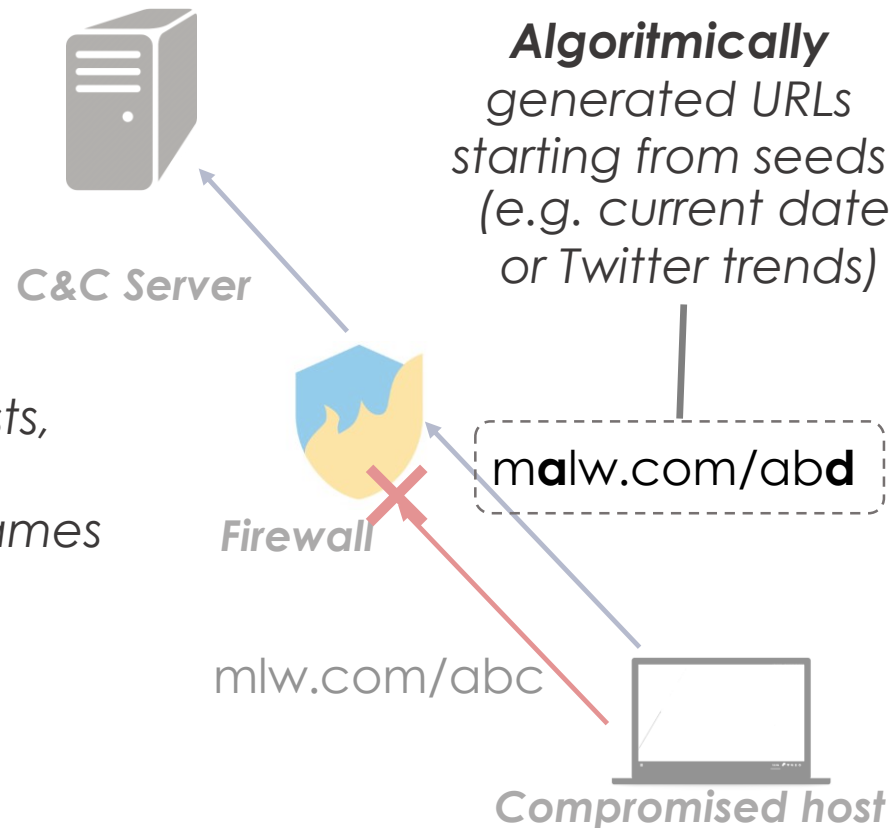 Algoritmically
generated URLs
starting from seeds
(e.g. current date
or Twitter trends)
C&C Server
malw.com/abd
Firewall
mlw.com/abc
Compromised host